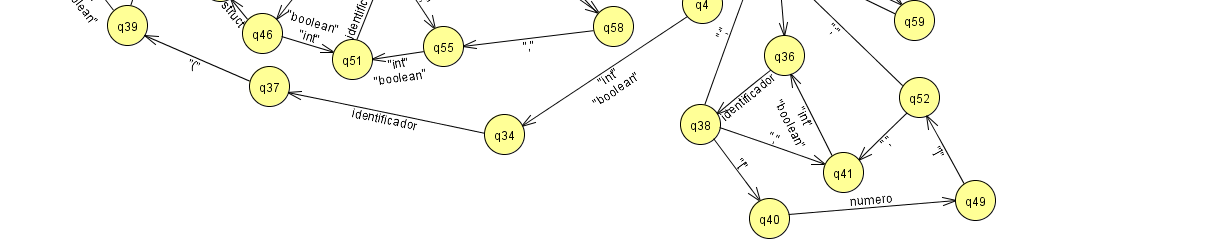 q39
q46
q51
q55
q58
q4
q59
q36
q37
q34
q38
q52
q41
q40
q49
"boolean"
"int"
identific
"int"
"boolean"
","
"("
identificador
"int"
"boolean"
identificador
"int"
"boolean"
","
"["
numero
"]"
","
";"